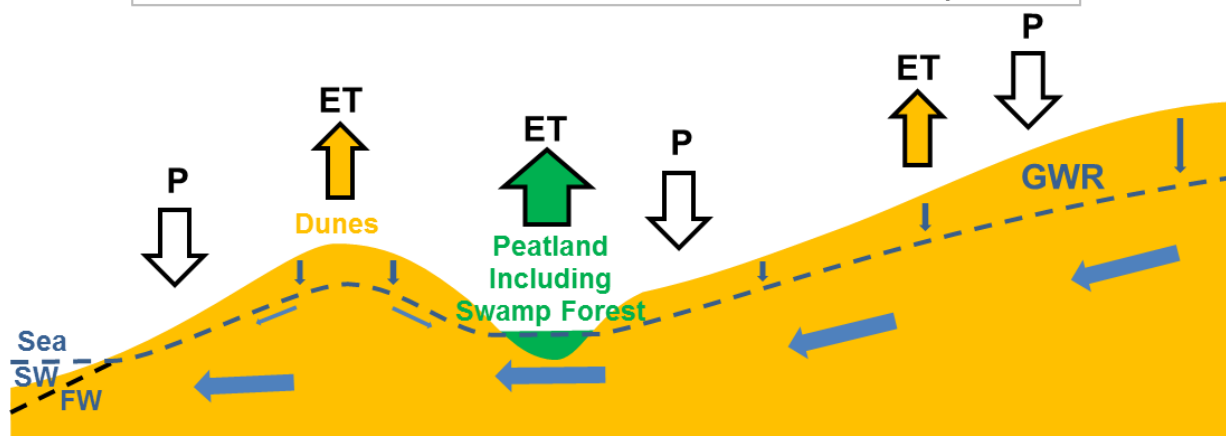 P
ET
P
ET
ET
P
GWR
Dunes
Peatland
Including
Swamp Forest
Sea
SW
FW